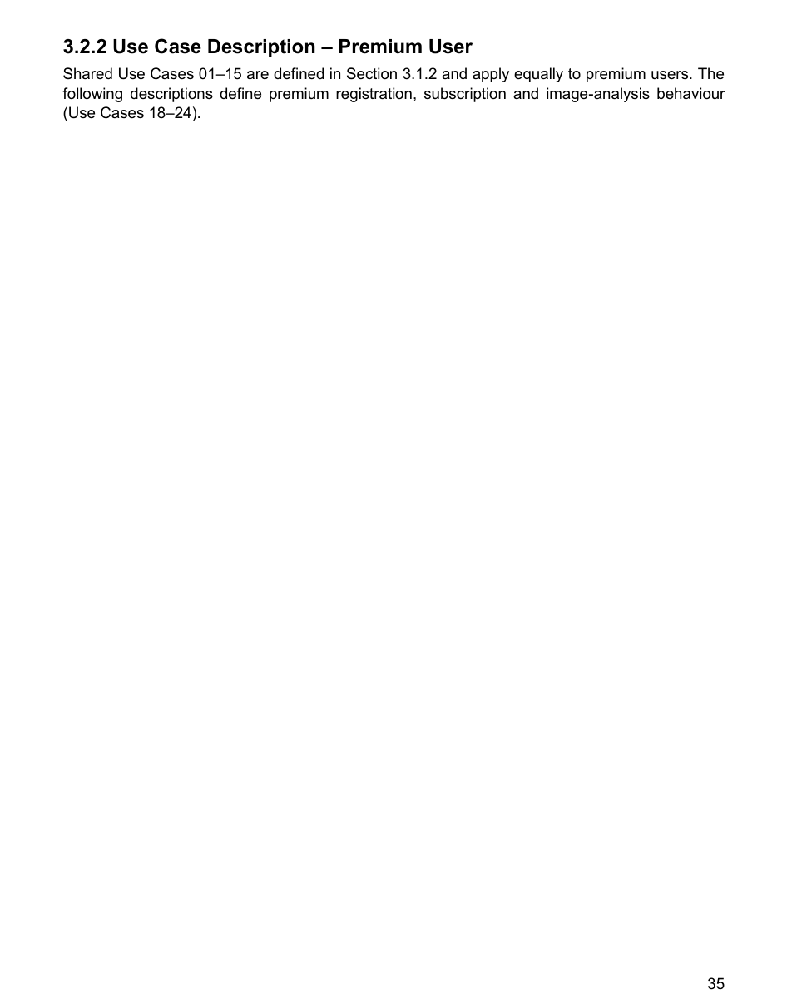 3.2.2 Use Case Description – Premium User
Shared Use Cases 01–15 are defined in Section 3.1.2 and apply equally to premium users. The
following descriptions define premium registration, subscription and image-analysis behaviour
(Use Cases 18–24).
35